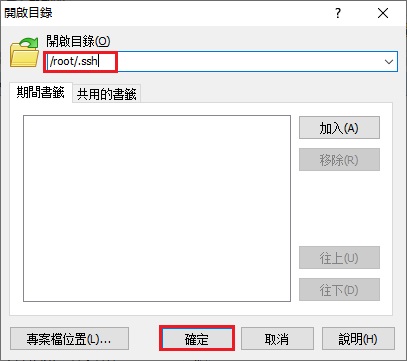 開啟目錄
開啟目錄(O)
/root/.ssh
期間書籤
共用的書籤
加入(A)
移除(R)
往上(U)
往下(D)
專案檔位置(L)...
確定
取消
說明(H)